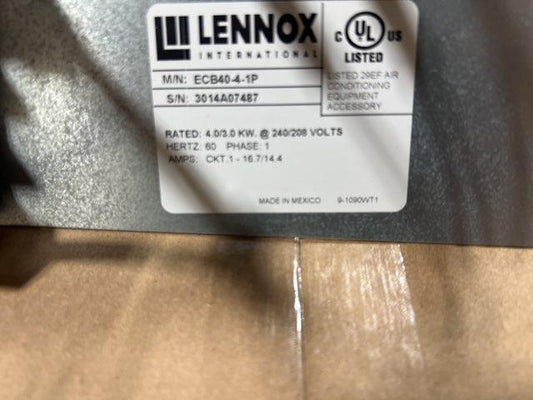 LENNOX
INTERNATIONAL
C UL US
LISTED
M/N: ECB40-4-1P
S/N: 3014A07487
LISTED 29EF AIR
CONDITIONING
EQUIPMENT
ACCESSORY
RATED: 4.0/3.0 KW. @ 240/208 VOLTS
HERTZ: 60 PHASE: 1
AMPS: CKT.1 - 16.7/14.4
MADE IN MEXICO 9-1090WT1